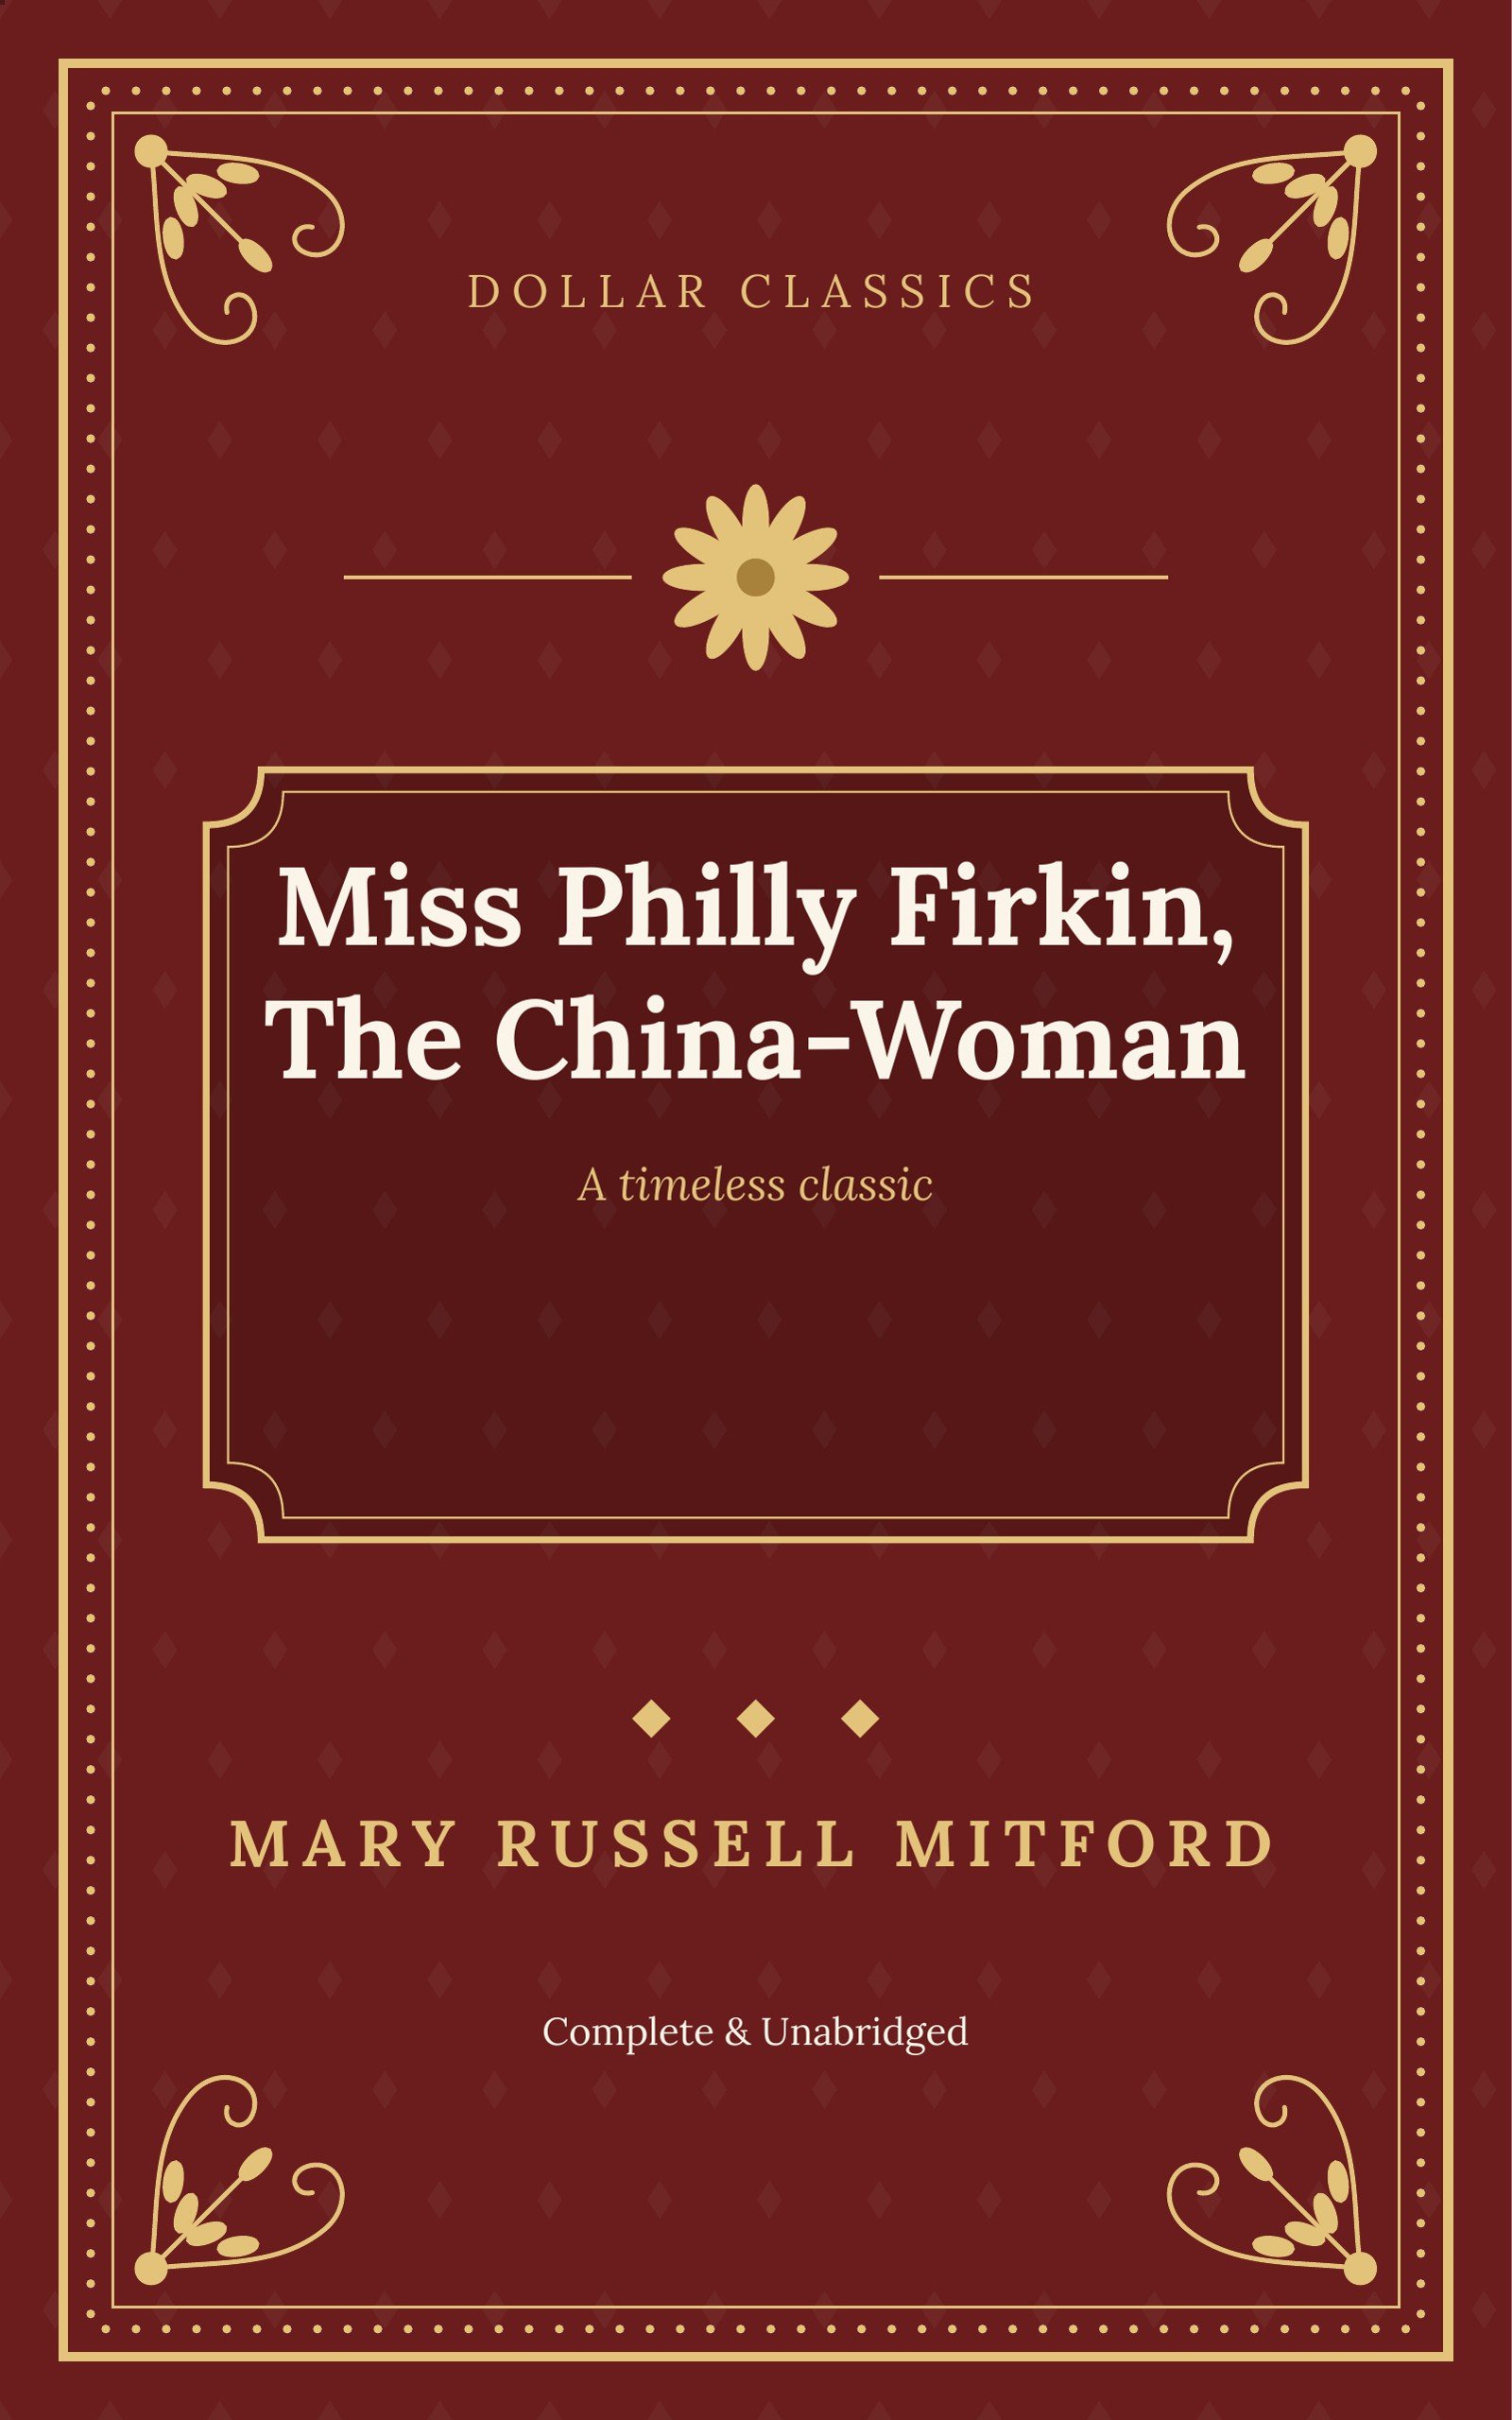 DOLLAR CLASSICS
Miss Philly Firkin,
The China-Woman
A timeless classic
MARY RUSSELL MITFORD
Complete & Unabridged